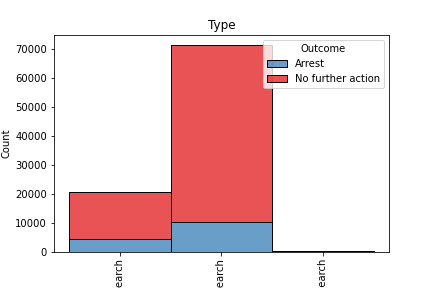 Type
Outcome
Arrest
No further action
70000
60000
50000
40000
30000
20000
10000
0
Count
earch
earch
earch